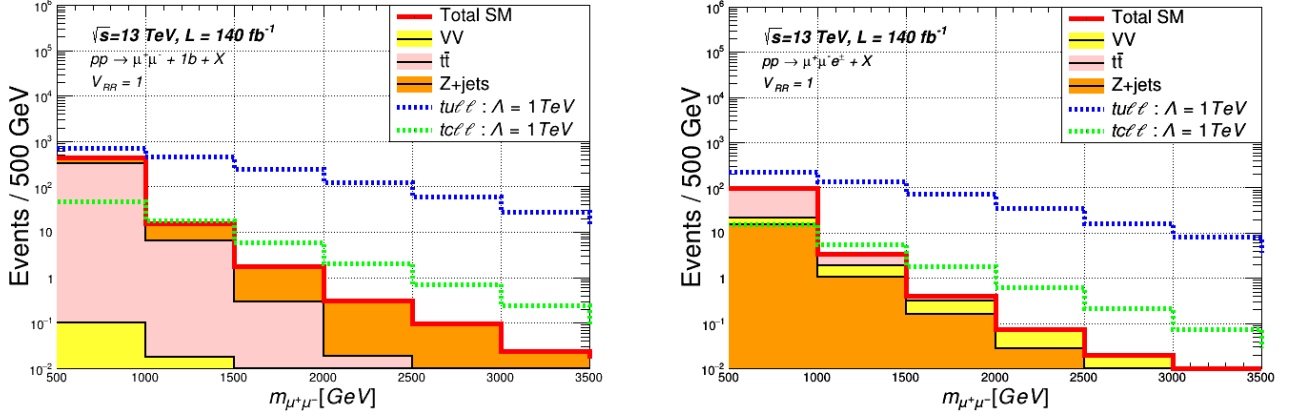 √s=13 TeV, L = 140 fb⁻¹
pp → μ⁺μ⁻ + 1b + X
V_RR = 1
Total SM
VV
tt̄
Z+jets
tuℓℓ : Λ = 1 TeV
tcℓℓ : Λ = 1 TeV
Events / 500 GeV
10⁶
10⁵
10⁴
10³
10²
10
1
10⁻¹
10⁻²
500 1000 1500 2000 2500 3000 3500
m_μ⁺μ⁻ [GeV]
√s=13 TeV, L = 140 fb⁻¹
pp → μ⁺μ⁻e^± + X
V_RR = 1
Total SM
VV
tt̄
Z+jets
tuℓℓ : Λ = 1 TeV
tcℓℓ : Λ = 1 TeV
Events / 500 GeV
10⁶
10⁵
10⁴
10³
10²
10
1
10⁻¹
10⁻²
500 1000 1500 2000 2500 3000 3500
m_μ⁺μ⁻ [GeV]